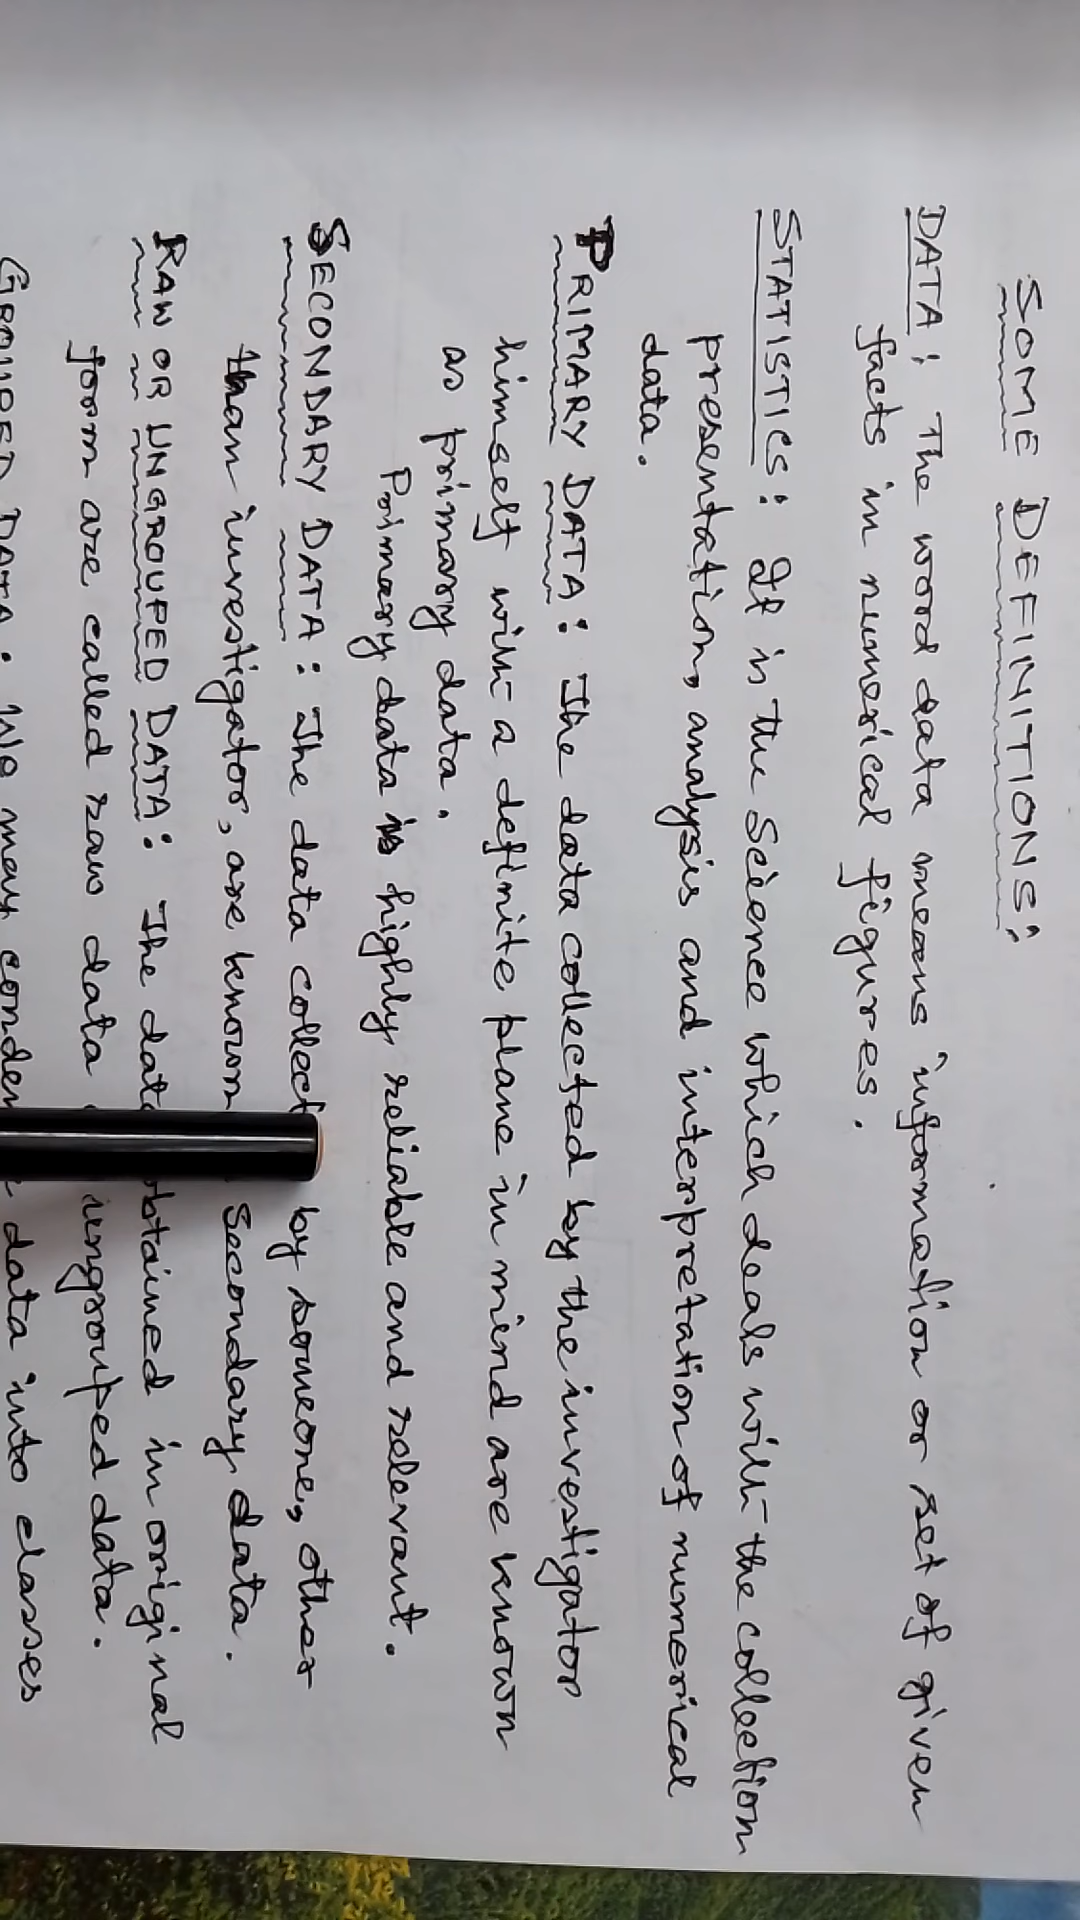 SOME DEFINITIONS:
DATA: The word data means information or set of given
facts in numerical figures.
STATISTICS: It is the Science which deals with the collection
presentation, analysis and interpretation of numerical
data.
PRIMARY DATA: The data collected by the investigator
himself with a definite plane in mind are known
as primary data.
Primary data is highly reliable and relevant.
SECONDARY DATA: The data collect by someone, other
than investigator, are known secondary data.
RAW OR UNGROUPED DATA: The data obtained in original
form are called raw data ungrouped data.
GROUPED DATA: We may data into classes